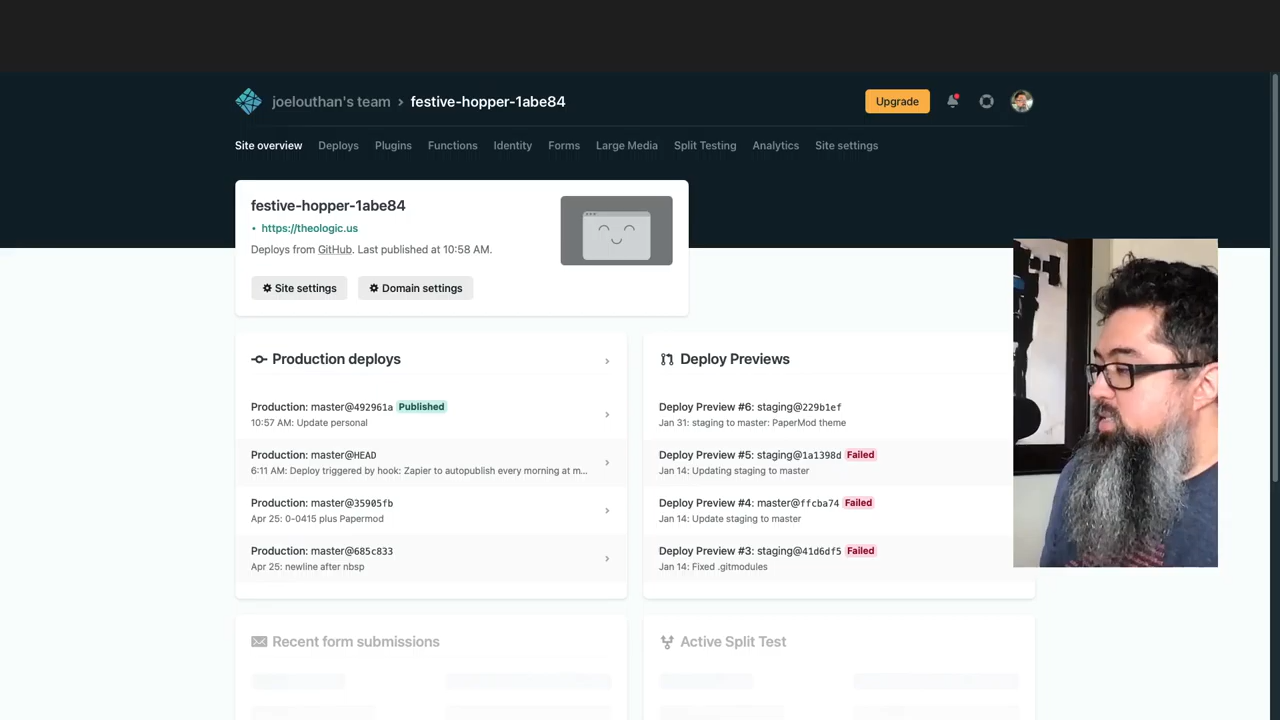 joelouthan's team > festive-hopper-1abe84
Upgrade
Site overview Deploys Plugins Functions Identity Forms Large Media Split Testing Analytics Site settings
festive-hopper-1abe84
• https://theologic.us
Deploys from GitHub. Last published at 10:58 AM.
Site settings
Domain settings
Production deploys
Production: master@492961a Published
10:57 AM: Update personal
Production: master@HEAD
6:11 AM: Deploy triggered by hook: Zapier to autopublish every morning at m...
Production: master@35905fb
Apr 25: 0-0415 plus Papermod
Production: master@685c833
Apr 25: newline after nbsp
Deploy Previews
Deploy Preview #6: staging@229b1ef
Jan 31: staging to master: PaperMod theme
Deploy Preview #5: staging@1a1398d Failed
Jan 14: Updating staging to master
Deploy Preview #4: master@ffcba74 Failed
Jan 14: Update staging to master
Deploy Preview #3: staging@41d6df5 Failed
Jan 14: Fixed .gitmodules
Recent form submissions
Active Split Test